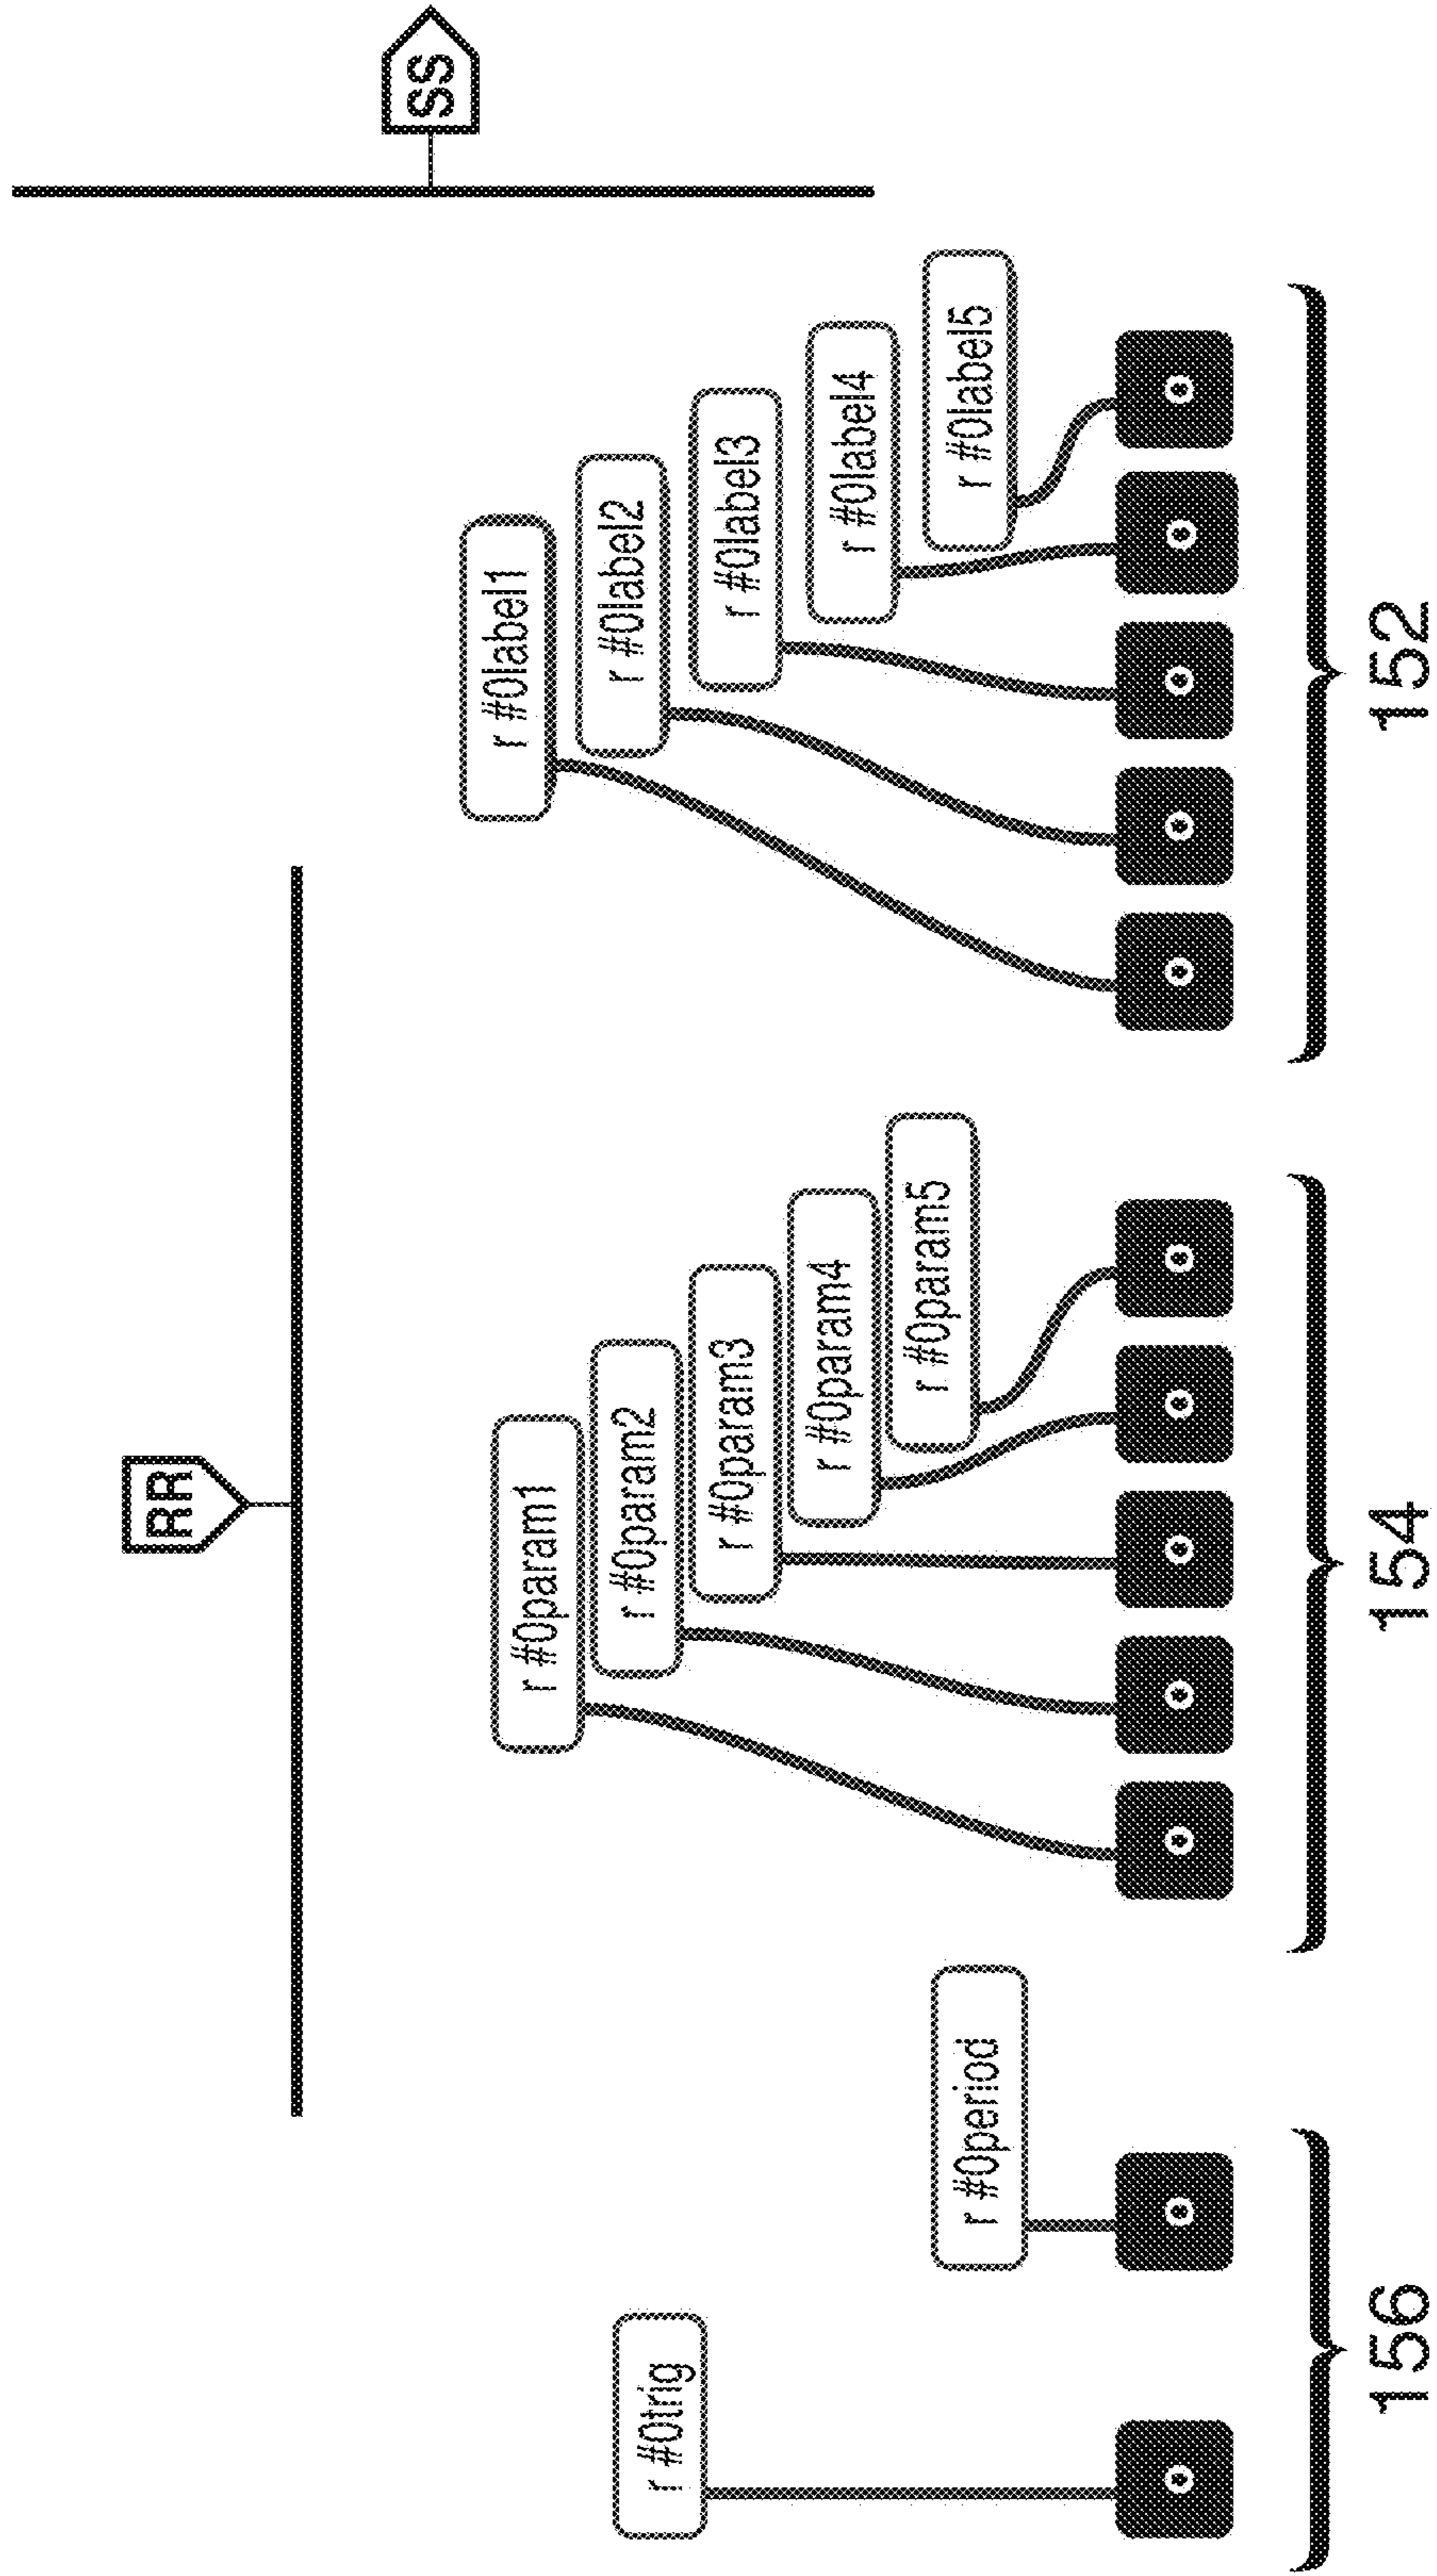 RR
SS
r #0trig
r #0period
r #0param1
r #0param2
r #0param3
r #0param4
r #0param5
r #0label1
r #0label2
r #0label3
r #0label4
r #0label5
156
154
152